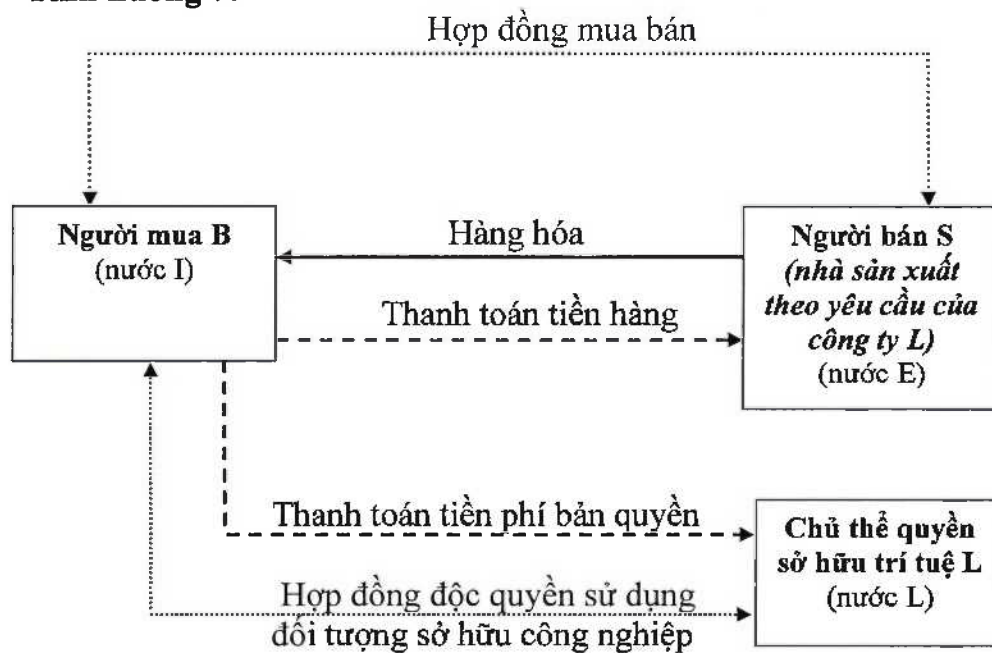 Hợp đồng mua bán
Người mua B
(nước I)
Hàng hóa
Thanh toán tiền hàng
Người bán S
(nhà sản xuất
theo yêu cầu của
công ty L)
(nước E)
Thanh toán tiền phí bản quyền
Chủ thể quyền
sở hữu trí tuệ L
(nước L)
Hợp đồng độc quyền sử dụng
đối tượng sở hữu công nghiệp